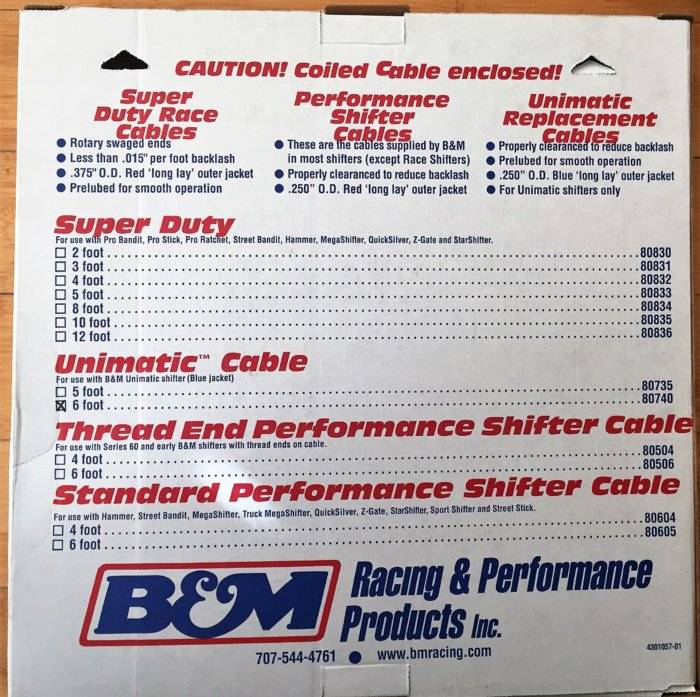 CAUTION! Coiled Cable enclosed!
Super
Duty Race
Cables
● Rotary swaged ends
● Less than .015" per foot backlash
● .375" O.D. Red 'long lay' outer jacket
● Prelubed for smooth operation
Performance
Shifter
Cables
● These are the cables supplied by B&M
in most shifters (except Race Shifters)
● Properly clearanced to reduce backlash
● .250" O.D. Red 'long lay' outer jacket
Unimatic
Replacement
Cables
● Properly clearanced to reduce backlash
● Prelubed for smooth operation
● .250" O.D. Blue 'long lay' outer jacket
● For Unimatic shifters only
Super Duty
For use with Pro Bandit, Pro Stick, Pro Ratchet, Street Bandit, Hammer, MegaShifter, QuickSilver, Z-Gate and StarShifter.
☐ 2 foot 80830
☐ 3 foot 80831
☐ 4 foot 80832
☐ 5 foot 80833
☐ 8 foot 80834
☐ 10 foot 80835
☐ 12 foot 80836
Unimatic™ Cable
For use with B&M Unimatic shifter (Blue jacket)
☐ 5 foot 80735
☒ 6 foot 80740
Thread End Performance Shifter Cable
For use with Series 60 and early B&M shifters with thread ends on cable.
☐ 4 foot 80504
☐ 6 foot 80506
Standard Performance Shifter Cable
For use with Hammer, Street Bandit, MegaShifter, Truck MegaShifter, QuickSilver, Z-Gate, StarShifter, Sport Shifter and Street Stick.
☐ 4 foot 80604
☐ 6 foot 80605
B&M Racing & Performance
Products Inc.
707-544-4761 ● www.bmracing.com
4301057-01